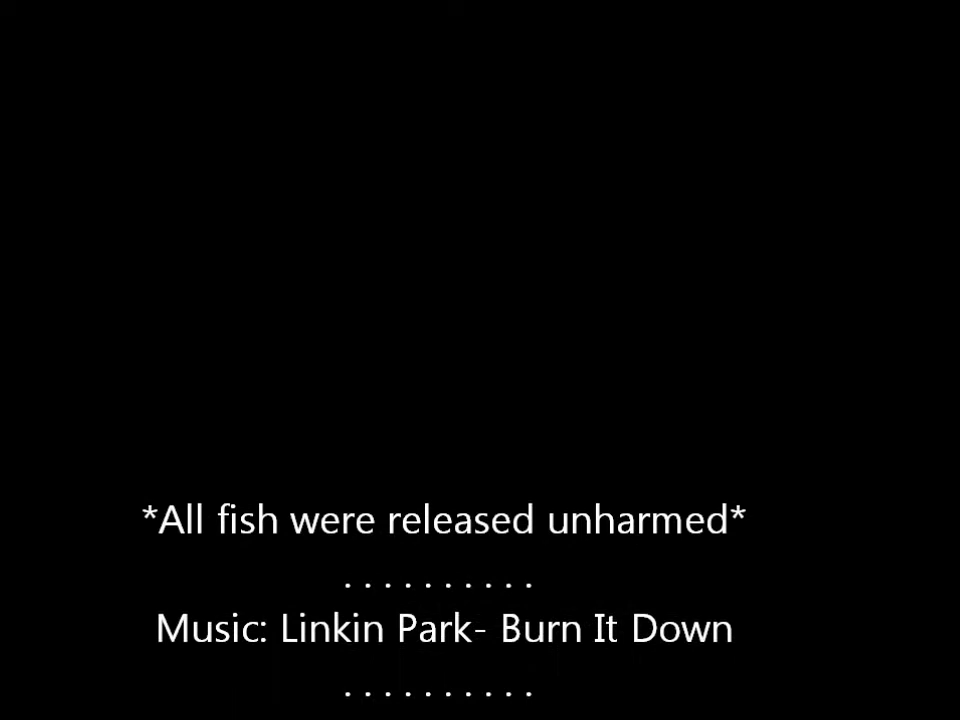 *All fish were released unharmed*
. . . . . . . . . .
Music: Linkin Park- Burn It Down
. . . . . . . . . .